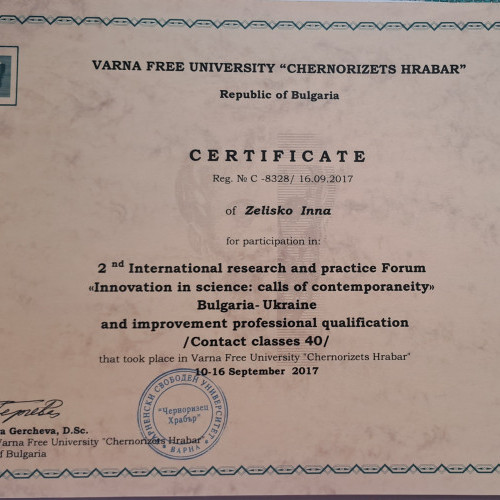 VARNA FREE UNIVERSITY “CHERNORIZETS HRABAR”
Republic of Bulgaria
CERTIFICATE
Reg. № C -8328/ 16.09.2017
of Zelisko Inna
for participation in:
2 nd International research and practice Forum
«Innovation in science: calls of contemporaneity»
Bulgaria- Ukraine
and improvement professional qualification
/Contact classes 40/
that took place in Varna Free University "Chernorizets Hrabar"
10-16 September 2017
ВАРНЕНСКИ СВОБОДЕН УНИВЕРСИТЕТ
"Черноризец
Храбър"
ВАРНА
a Gercheva, D.Sc.
Varna Free University "Chernorizets Hrabar"
f Bulgaria